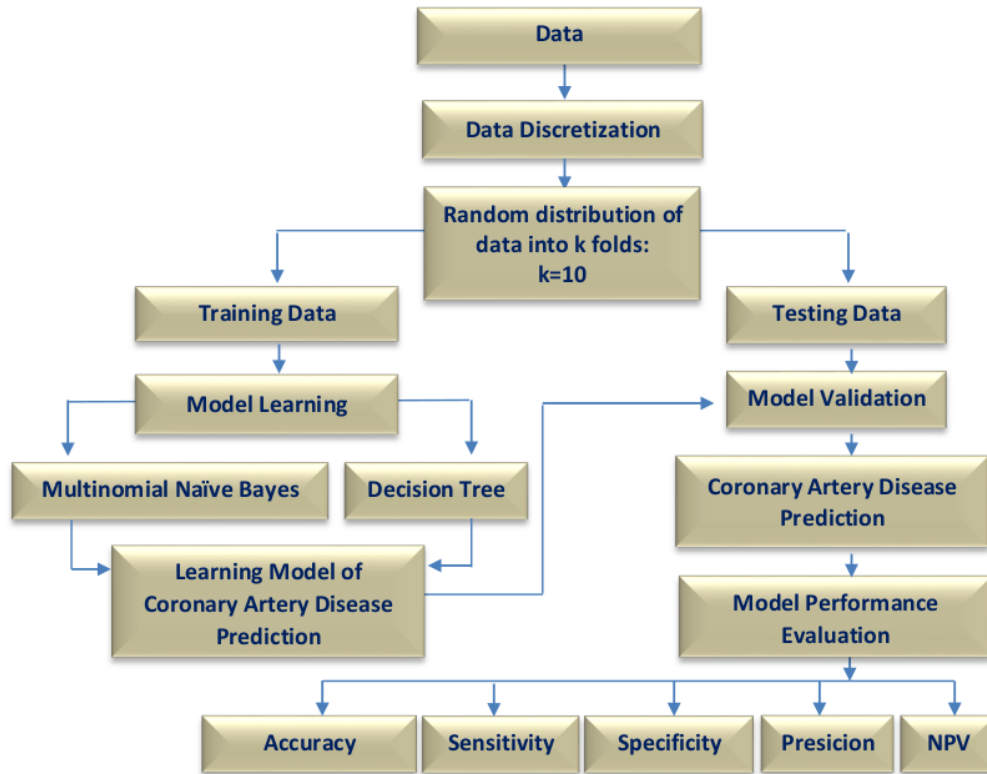 Data
Data Discretization
Random distribution of
data into k folds:
k=10
Training Data
Testing Data
Model Learning
Model Validation
Multinomial Naïve Bayes
Decision Tree
Coronary Artery Disease
Prediction
Learning Model of
Coronary Artery Disease
Prediction
Model Performance
Evaluation
Accuracy
Sensitivity
Specificity
Presicion
NPV